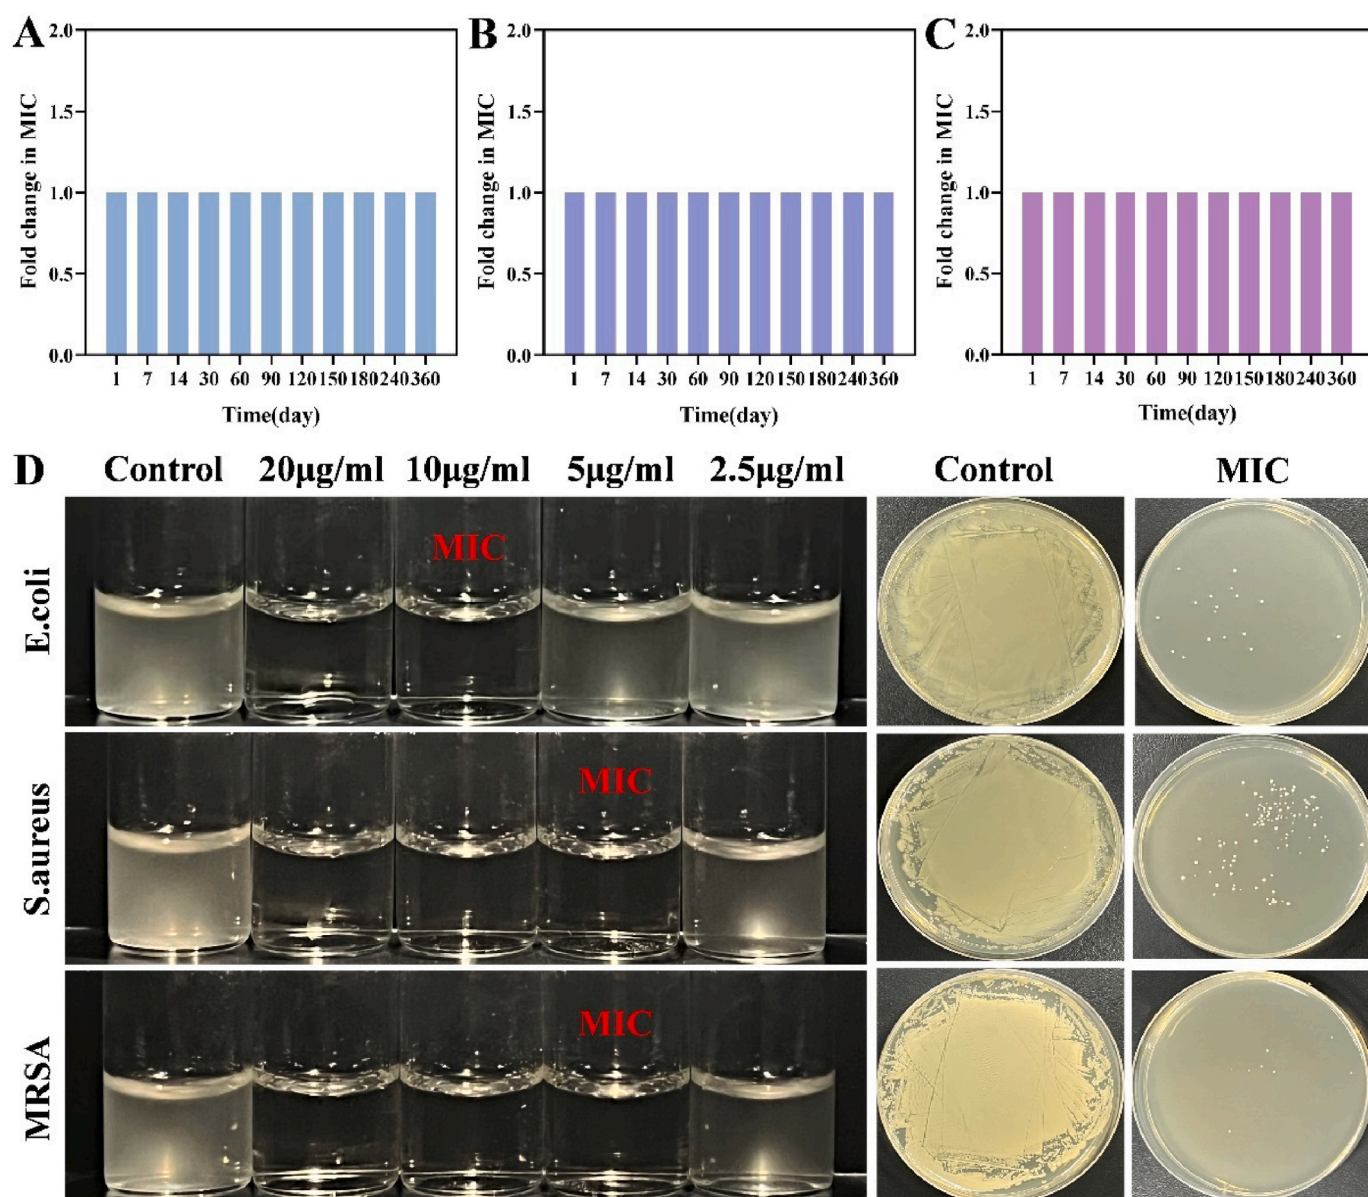 A
Fold change in MIC
2.0
1.5
1.0
0.5
0.0
1 7 14 30 60 90 120 150 180 240 360
Time(day)
B
Fold change in MIC
2.0
1.5
1.0
0.5
0.0
1 7 14 30 60 90 120 150 180 240 360
Time(day)
C
Fold change in MIC
2.0
1.5
1.0
0.5
0.0
1 7 14 30 60 90 120 150 180 240 360
Time(day)
D
Control 20μg/ml 10μg/ml 5μg/ml 2.5μg/ml Control MIC
E.coli
MIC
S.aureus
MIC
MRSA
MIC